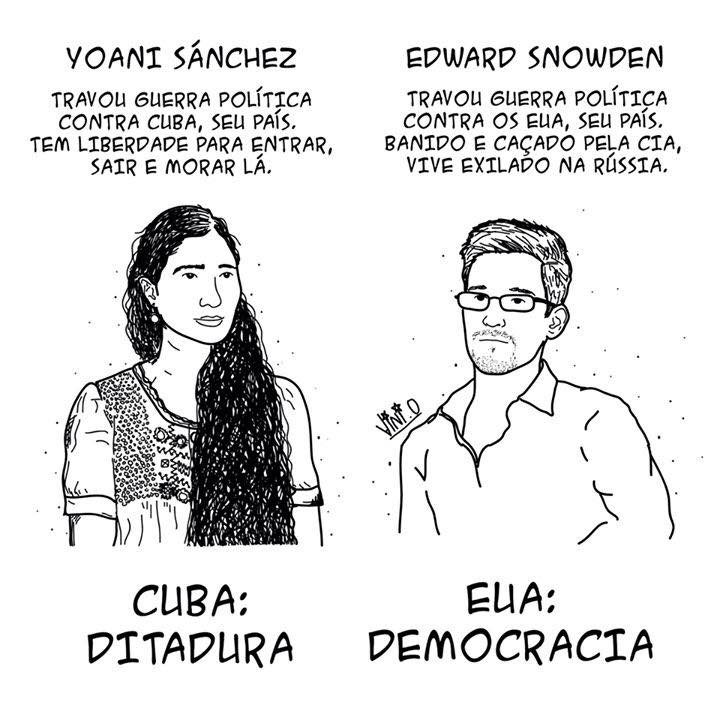 YOANI SÁNCHEZ
TRAVOU GUERRA POLÍTICA
CONTRA CUBA, SEU PAÍS.
TEM LIBERDADE PARA ENTRAR,
SAIR E MORAR LÁ.
EDWARD SNOWDEN
TRAVOU GUERRA POLÍTICA
CONTRA OS EUA, SEU PAÍS.
BANIDO E CAÇADO PELA CIA,
VIVE EXILADO NA RÚSSIA.
VINI O
CUBA:
DITADURA
EUA:
DEMOCRACIA